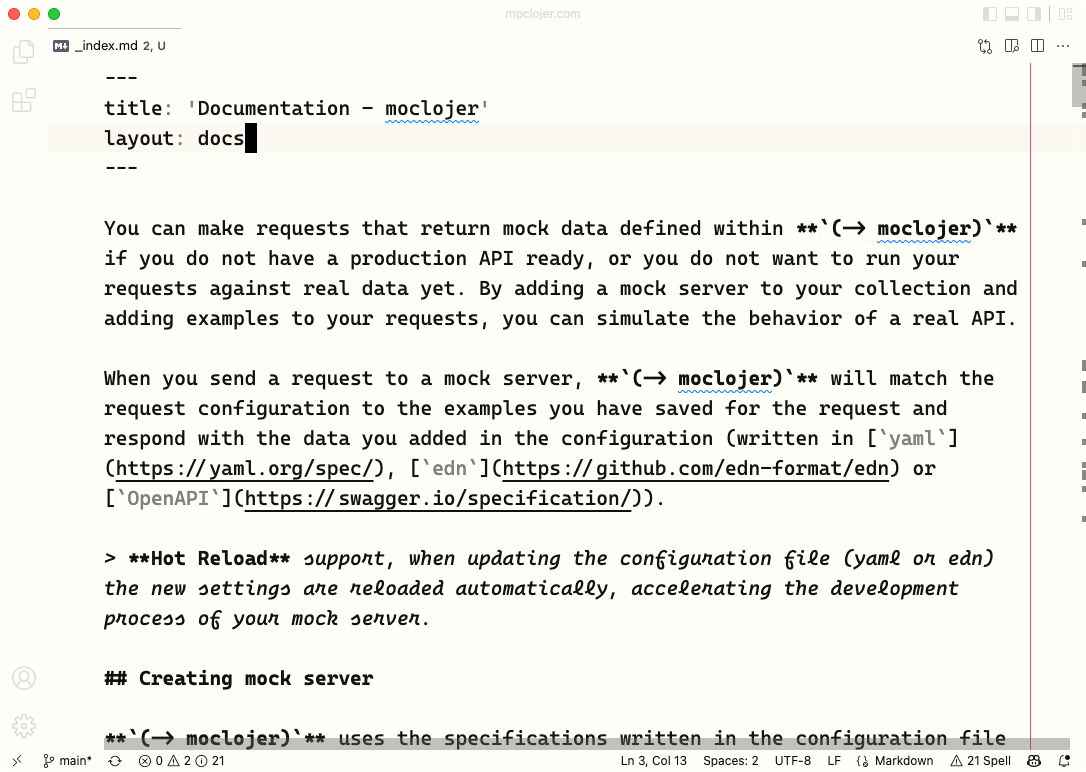 moclojer.com
_index.md 2, U
---
title: 'Documentation - moclojer'
layout: docs
---
You can make requests that return mock data defined within **`(-> moclojer)`**
if you do not have a production API ready, or you do not want to run your
requests against real data yet. By adding a mock server to your collection and
adding examples to your requests, you can simulate the behavior of a real API.
When you send a request to a mock server, **`(-> moclojer)`** will match the
request configuration to the examples you have saved for the request and
respond with the data you added in the configuration (written in [`yaml`]
(https://yaml.org/spec/), [`edn`](https://github.com/edn-format/edn) or
[`OpenAPI`](https://swagger.io/specification/)).
> **Hot Reload** support, when updating the configuration file (yaml or edn)
the new settings are reloaded automatically, accelerating the development
process of your mock server.
## Creating mock server
**`(-> moclojer)`** uses the specifications written in the configuration file
main* 0 2 21 Ln 3, Col 13 Spaces: 2 UTF-8 LF Markdown 21 Spell